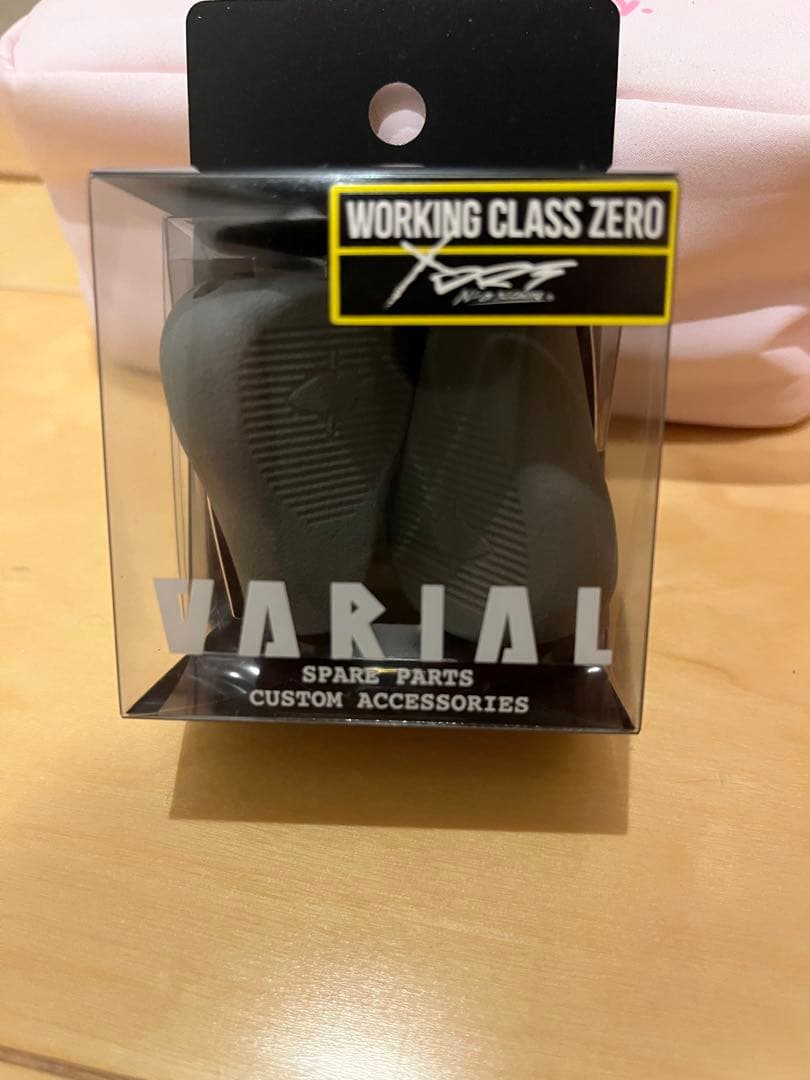 WORKING CLASS ZERO
VARIAL
SPARE PARTS
CUSTOM ACCESSORIES